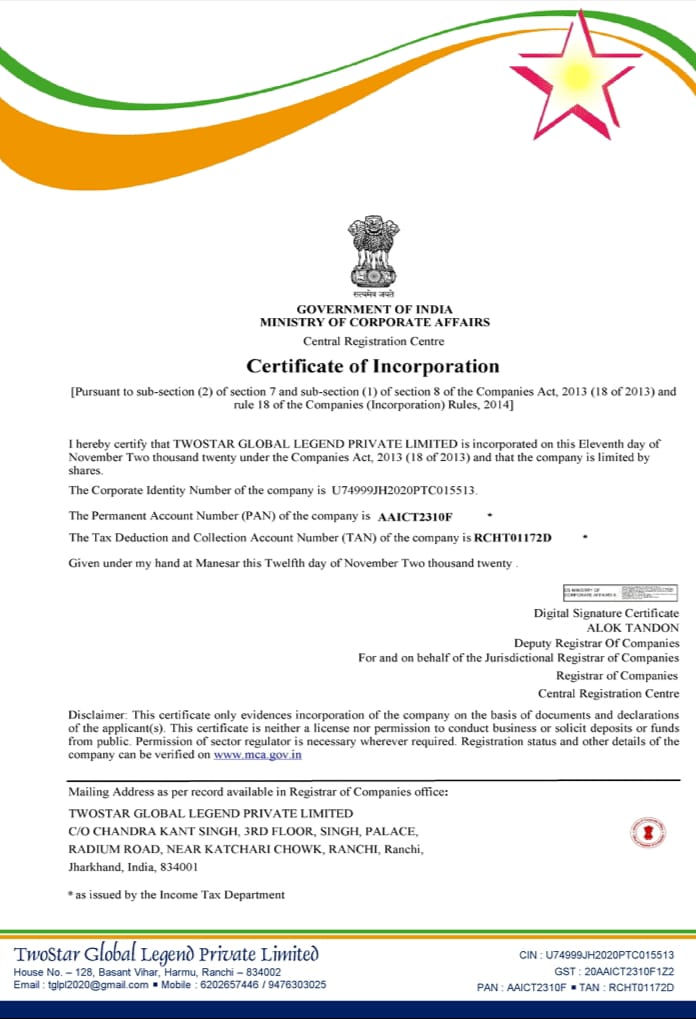 सत्यमेव जयते
GOVERNMENT OF INDIA
MINISTRY OF CORPORATE AFFAIRS
Central Registration Centre
Certificate of Incorporation
[Pursuant to sub-section (2) of section 7 and sub-section (1) of section 8 of the Companies Act, 2013 (18 of 2013) and
rule 18 of the Companies (Incorporation) Rules, 2014]
I hereby certify that TWOSTAR GLOBAL LEGEND PRIVATE LIMITED is incorporated on this Eleventh day of
November Two thousand twenty under the Companies Act, 2013 (18 of 2013) and that the company is limited by
shares.
The Corporate Identity Number of the company is U74999JH2020PTC015513.
The Permanent Account Number (PAN) of the company is AAICT2310F *
The Tax Deduction and Collection Account Number (TAN) of the company is RCHT01172D *
Given under my hand at Manesar this Twelfth day of November Two thousand twenty .
DS MINISTRY OF
CORPORATE AFFAIRS 6
Digital Signature Certificate
ALOK TANDON
Deputy Registrar Of Companies
For and on behalf of the Jurisdictional Registrar of Companies
Registrar of Companies
Central Registration Centre
Disclaimer: This certificate only evidences incorporation of the company on the basis of documents and declarations
of the applicant(s). This certificate is neither a license nor permission to conduct business or solicit deposits or funds
from public. Permission of sector regulator is necessary wherever required. Registration status and other details of the
company can be verified on www.mca.gov.in
Mailing Address as per record available in Registrar of Companies office:
TWOSTAR GLOBAL LEGEND PRIVATE LIMITED
C/O CHANDRA KANT SINGH, 3RD FLOOR, SINGH, PALACE,
RADIUM ROAD, NEAR KATCHARI CHOWK, RANCHI, Ranchi,
Jharkhand, India, 834001
* as issued by the Income Tax Department
TwoStar Global Legend Private Limited
House No. – 128, Basant Vihar, Harmu, Ranchi – 834002
Email : tglpl2020@gmail.com ▪ Mobile : 6202657446 / 9476303025
CIN : U74999JH2020PTC015513
GST : 20AAICT2310F1Z2
PAN : AAICT2310F ▪ TAN : RCHT01172D